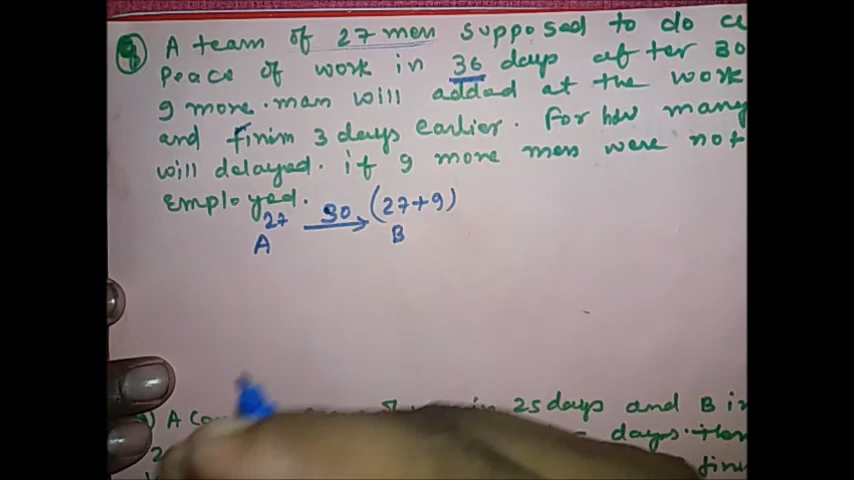 A team of 27 men supposed to do a
Peace of work in 36 days after 30
9 more man will added at the work
and finim 3 days earlier. for how many
will delayed. if 9 more men were not
Employed.
27 30 (27+9)
A B
A 25 days and B in
days. then